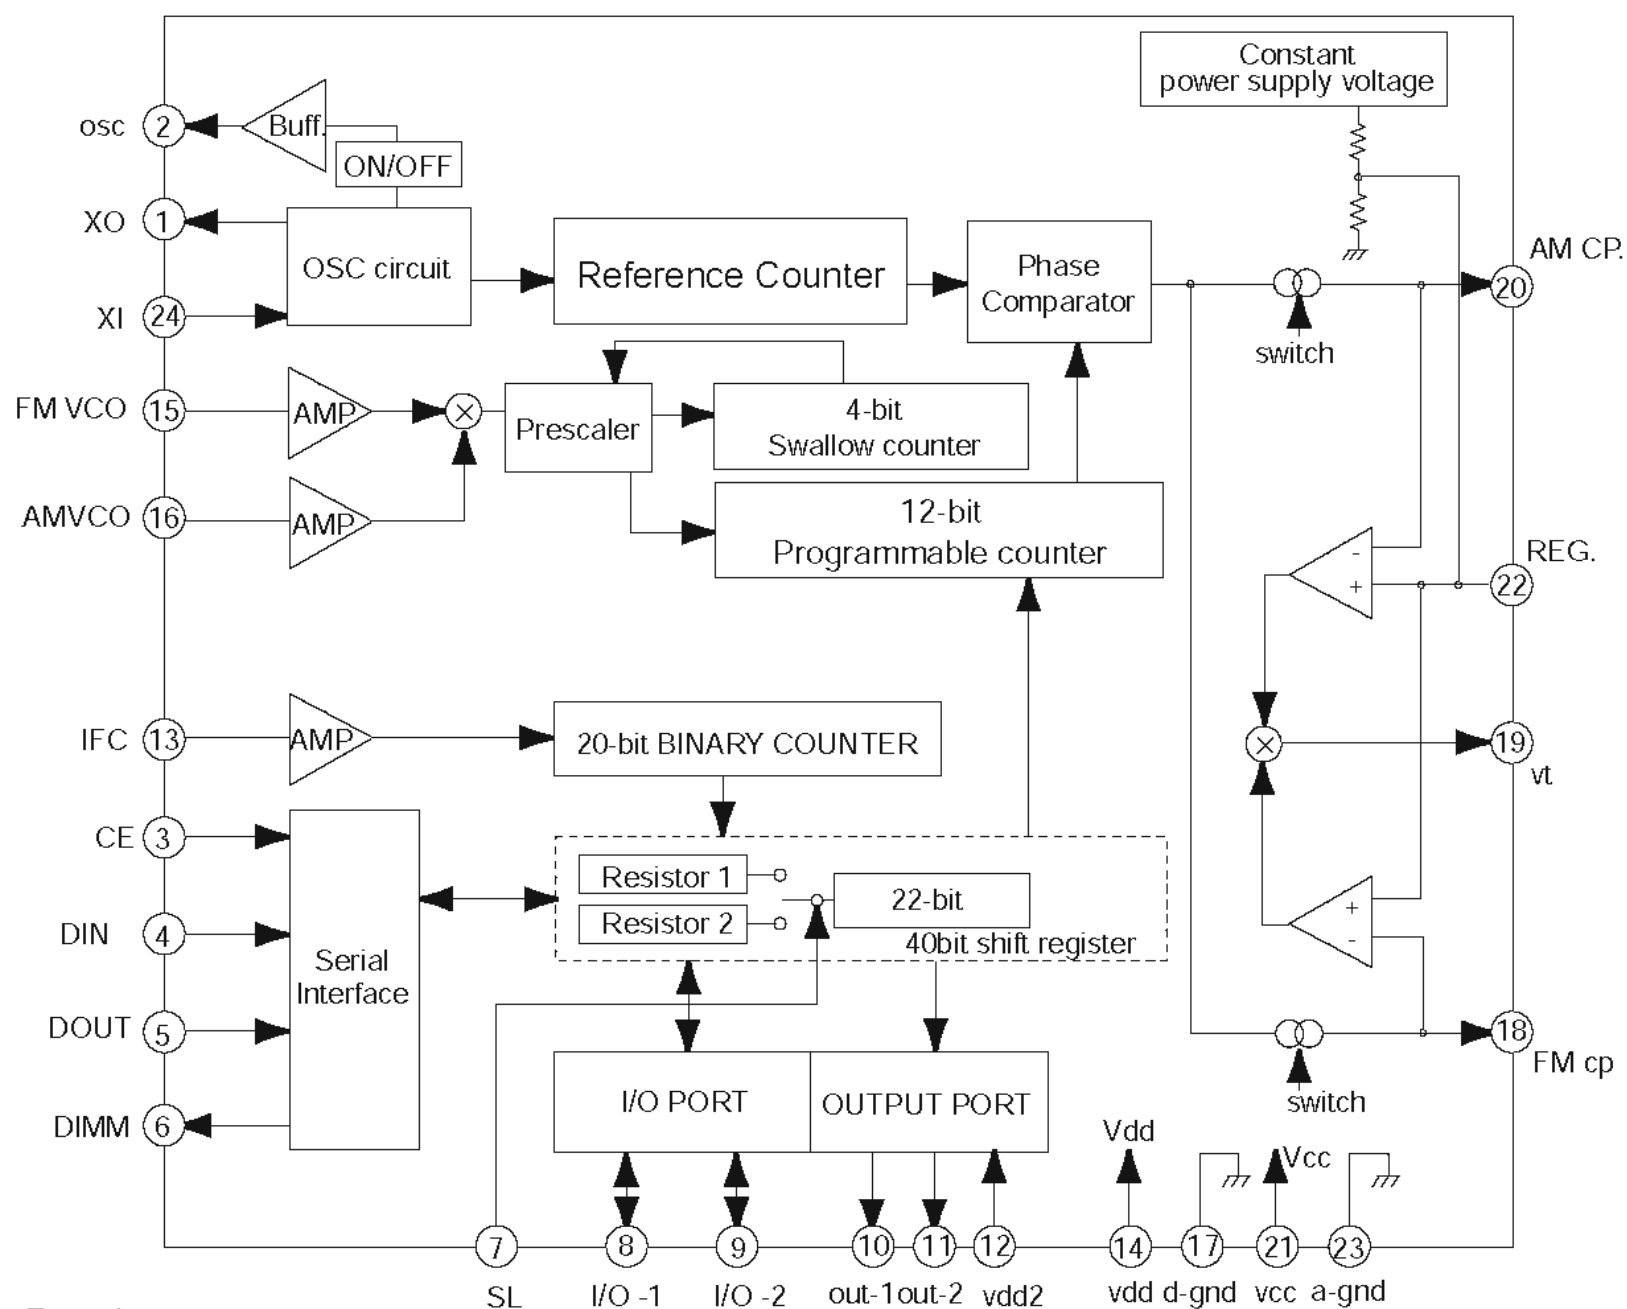 Constant
power supply voltage
osc
2
Buff.
ON/OFF
XO
1
OSC circuit
Reference Counter
Phase
Comparator
AM CP.
20
XI
24
switch
FM VCO
15
AMP
×
Prescaler
4-bit
Swallow counter
AMVCO
16
AMP
12-bit
Programmable counter
-
+
REG.
22
IFC
13
AMP
20-bit BINARY COUNTER
×
19
vt
CE
3
Resistor 1
22-bit
Resistor 2
40bit shift register
+
-
DIN
4
Serial
Interface
DOUT
5
18
FM cp
switch
DIMM
6
I/O PORT
OUTPUT PORT
Vdd
Vcc
7
8
9
10
11
12
14
17
21
23
SL
I/O -1
I/O -2
out-1
out-2
vdd2
vdd
d-gnd
vcc
a-gnd